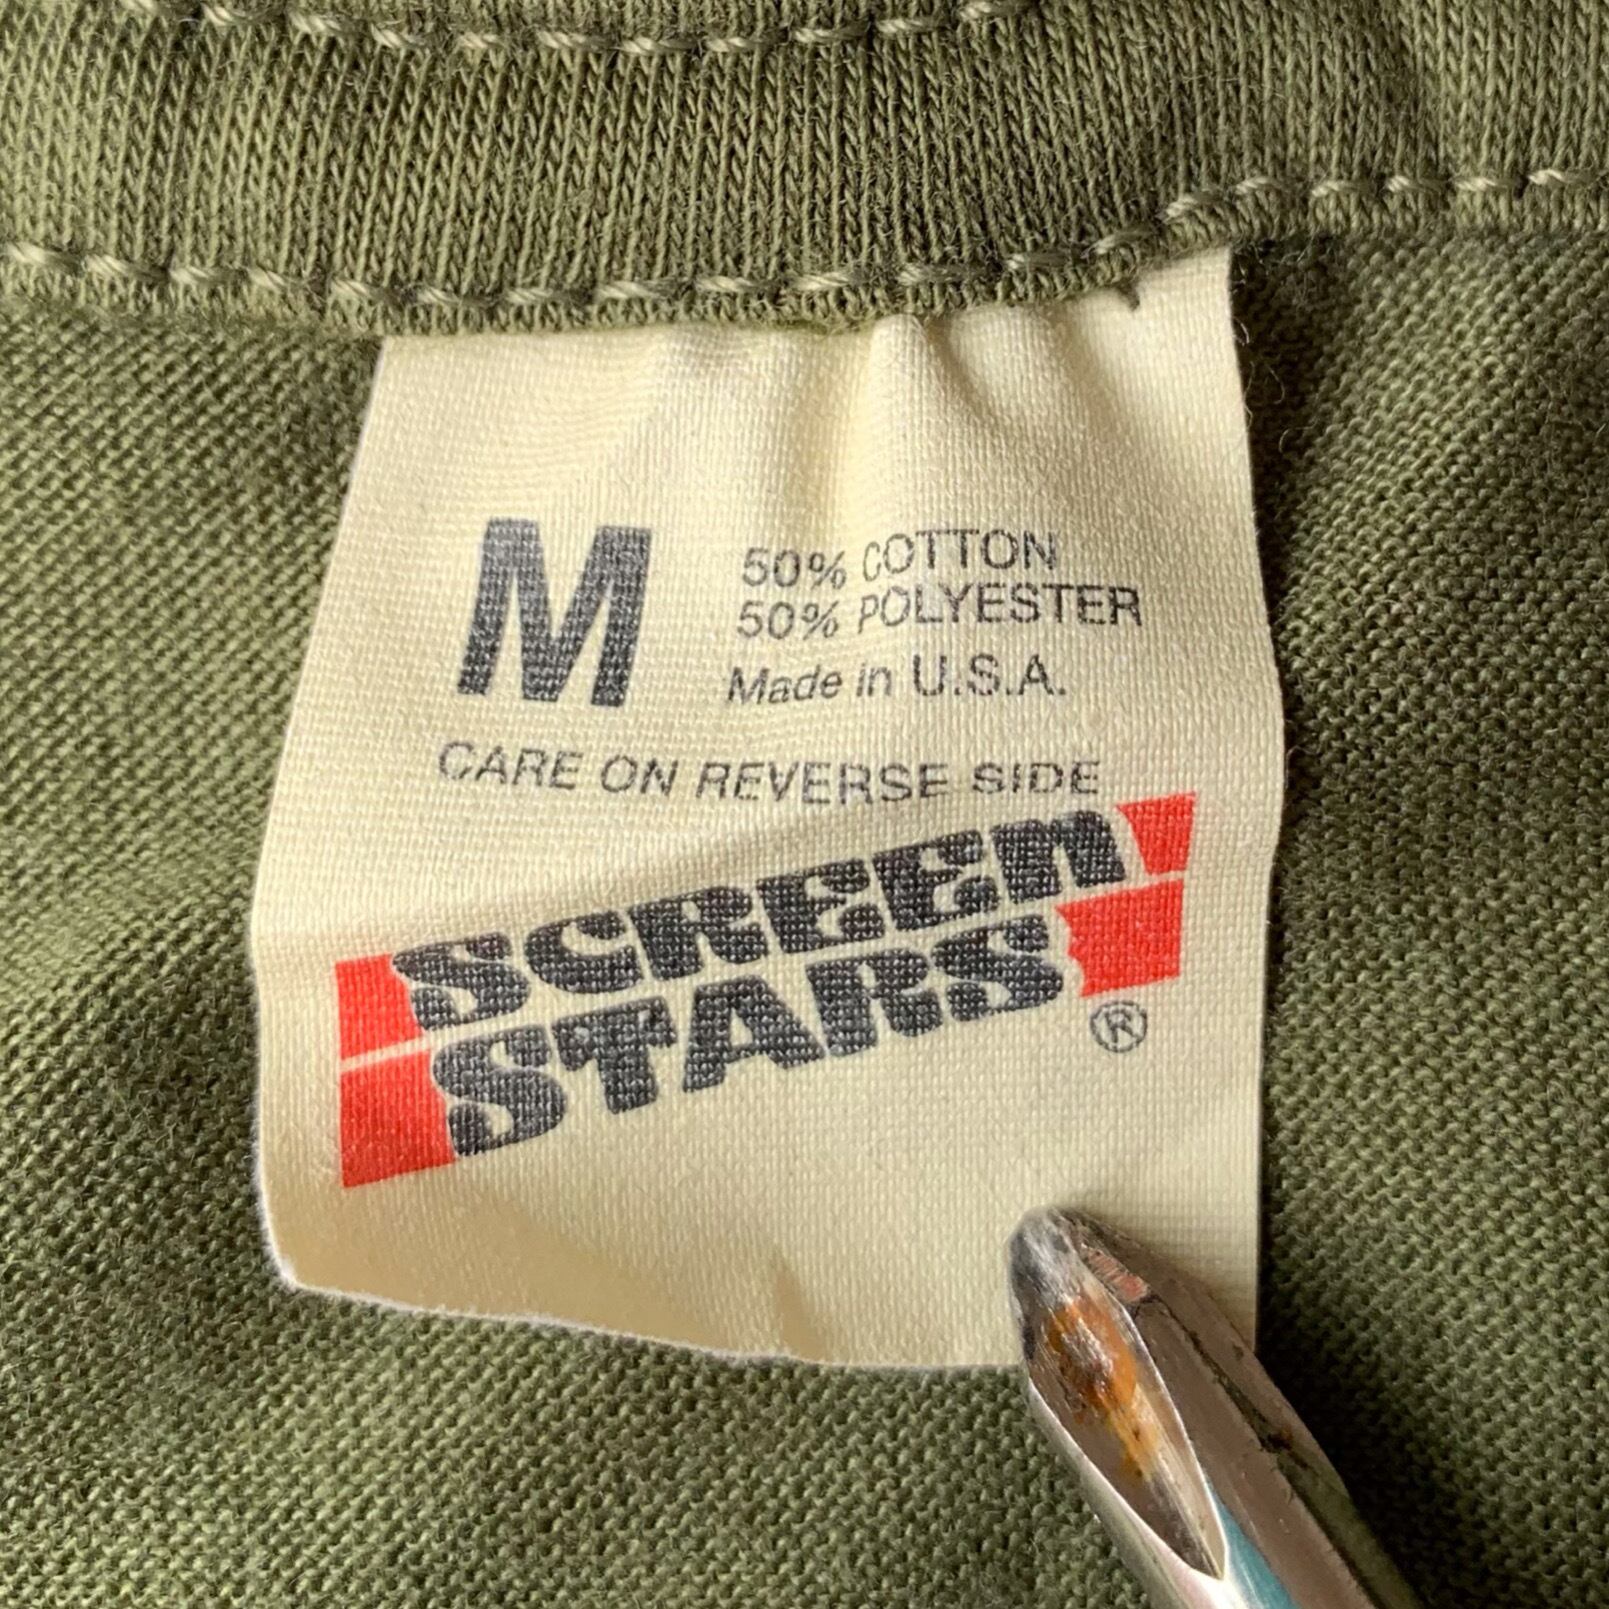 M
50% COTTON
50% POLYESTER
Made in U.S.A.
CARE ON REVERSE SIDE
SCREEn
STARS
®